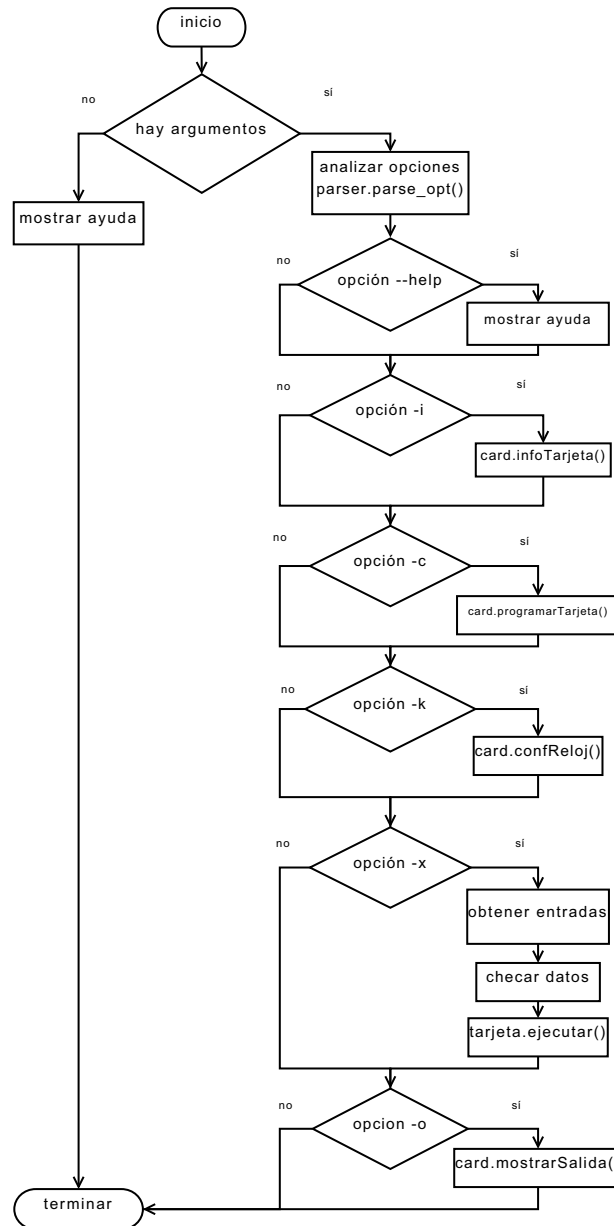 inicio
no
sí
hay argumentos
analizar opciones
parser.parse_opt()
mostrar ayuda
no
sí
opción --help
mostrar ayuda
no
sí
opción -i
card.infoTarjeta()
no
sí
opción -c
card.programarTarjeta()
no
sí
opción -k
card.confReloj()
no
sí
opción -x
obtener entradas
checar datos
tarjeta.ejecutar()
no
sí
opcion -o
card.mostrarSalida(
terminar